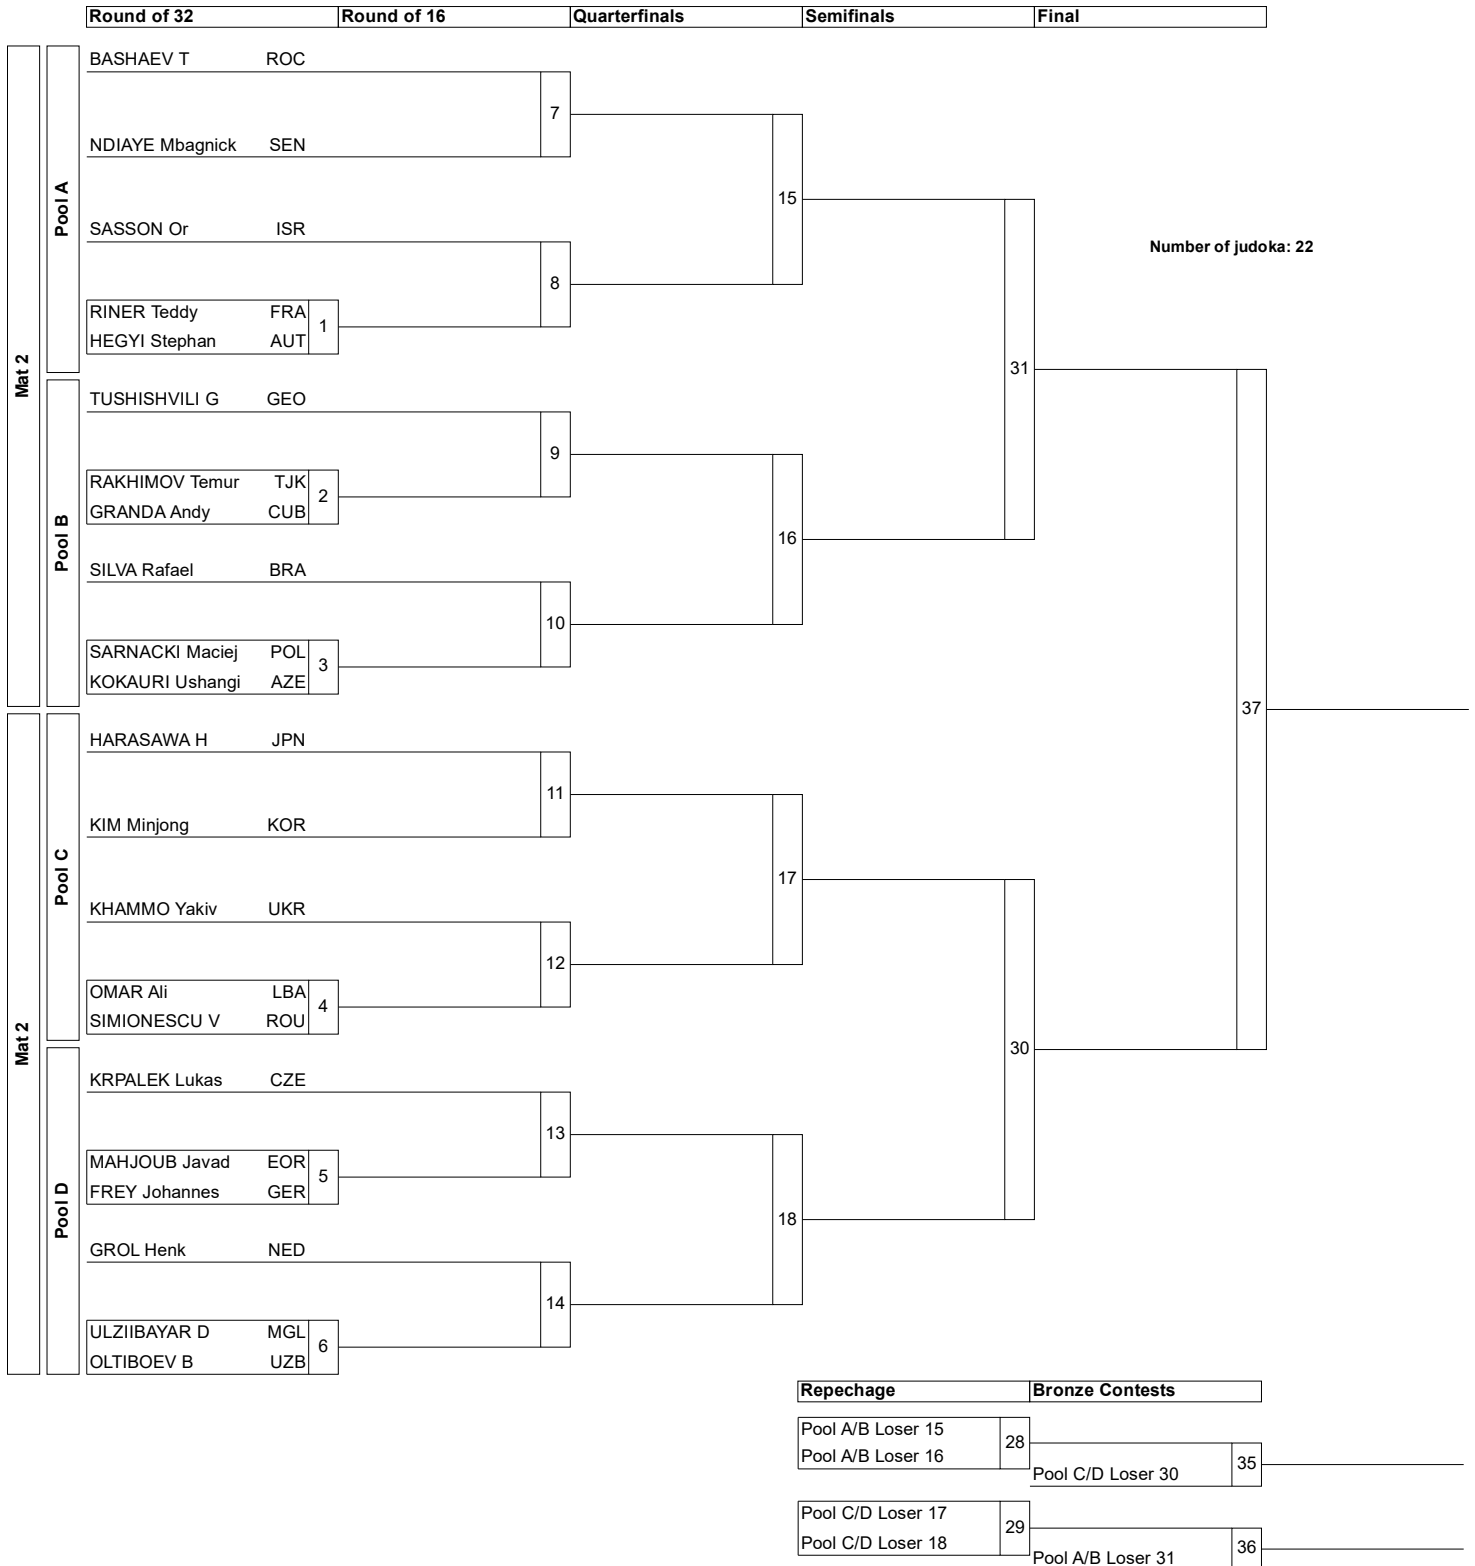 Round of 32 Round of 16 Quarterfinals Semifinals Final
Mat 2
Pool A
BASHAEV T ROC
7
NDIAYE Mbagnick SEN
15
SASSON Or ISR
Number of judoka: 22
8
RINER Teddy FRA
1
HEGYI Stephan AUT
31
Pool B
TUSHISHVILI G GEO
9
RAKHIMOV Temur TJK
2
GRANDA Andy CUB
16
SILVA Rafael BRA
10
SARNACKI Maciej POL
3
KOKAURI Ushangi AZE
37
Mat 2
Pool C
HARASAWA H JPN
11
KIM Minjong KOR
17
KHAMMO Yakiv UKR
12
OMAR Ali LBA
4
SIMIONESCU V ROU
30
Pool D
KRPALEK Lukas CZE
13
MAHJOUB Javad EOR
5
FREY Johannes GER
18
GROL Henk NED
14
ULZIIBAYAR D MGL
6
OLTIBOEV B UZB
Repechage Bronze Contests
Pool A/B Loser 15
28
Pool A/B Loser 16
35
Pool C/D Loser 30
Pool C/D Loser 17
29
Pool C/D Loser 18
36
Pool A/B Loser 31